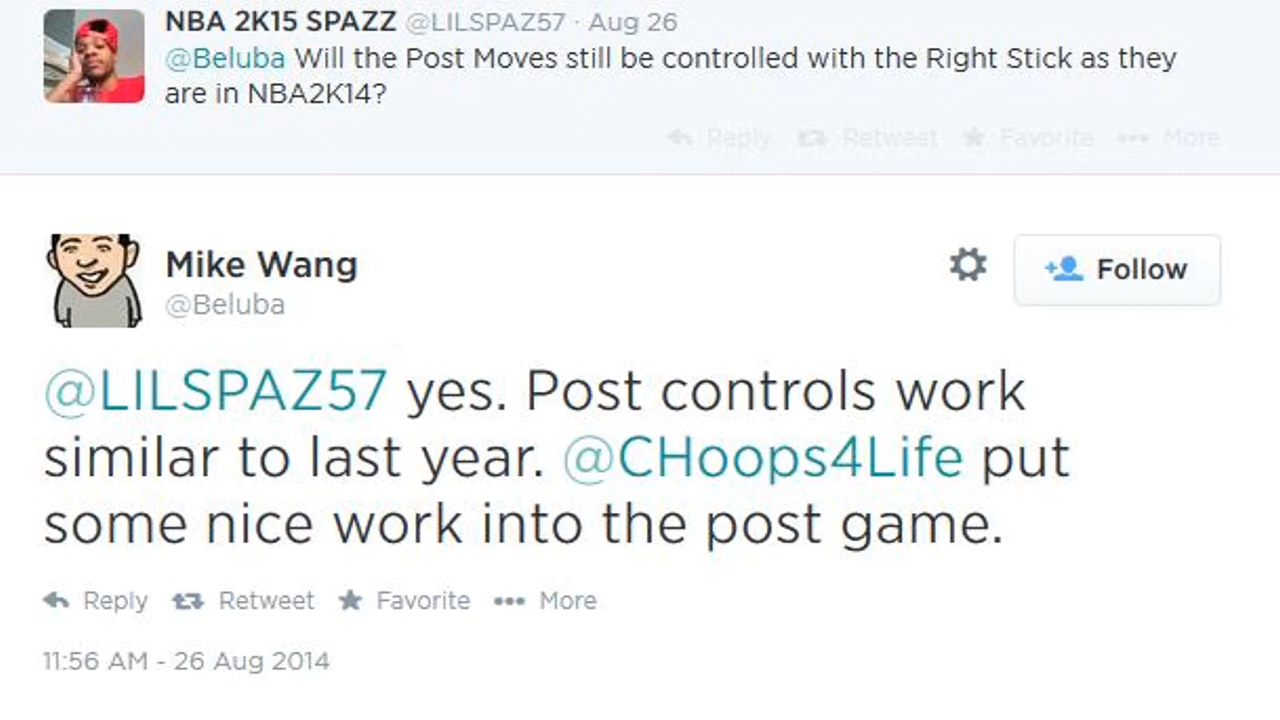 NBA 2K15 SPAZZ @LILSPAZ57 · Aug 26
@Beluba Will the Post Moves still be controlled with the Right Stick as they
are in NBA2K14?
Reply Retweet Favorite More
Mike Wang
@Beluba
Follow
@LILSPAZ57 yes. Post controls work
similar to last year. @CHoops4Life put
some nice work into the post game.
Reply Retweet Favorite More
11:56 AM - 26 Aug 2014